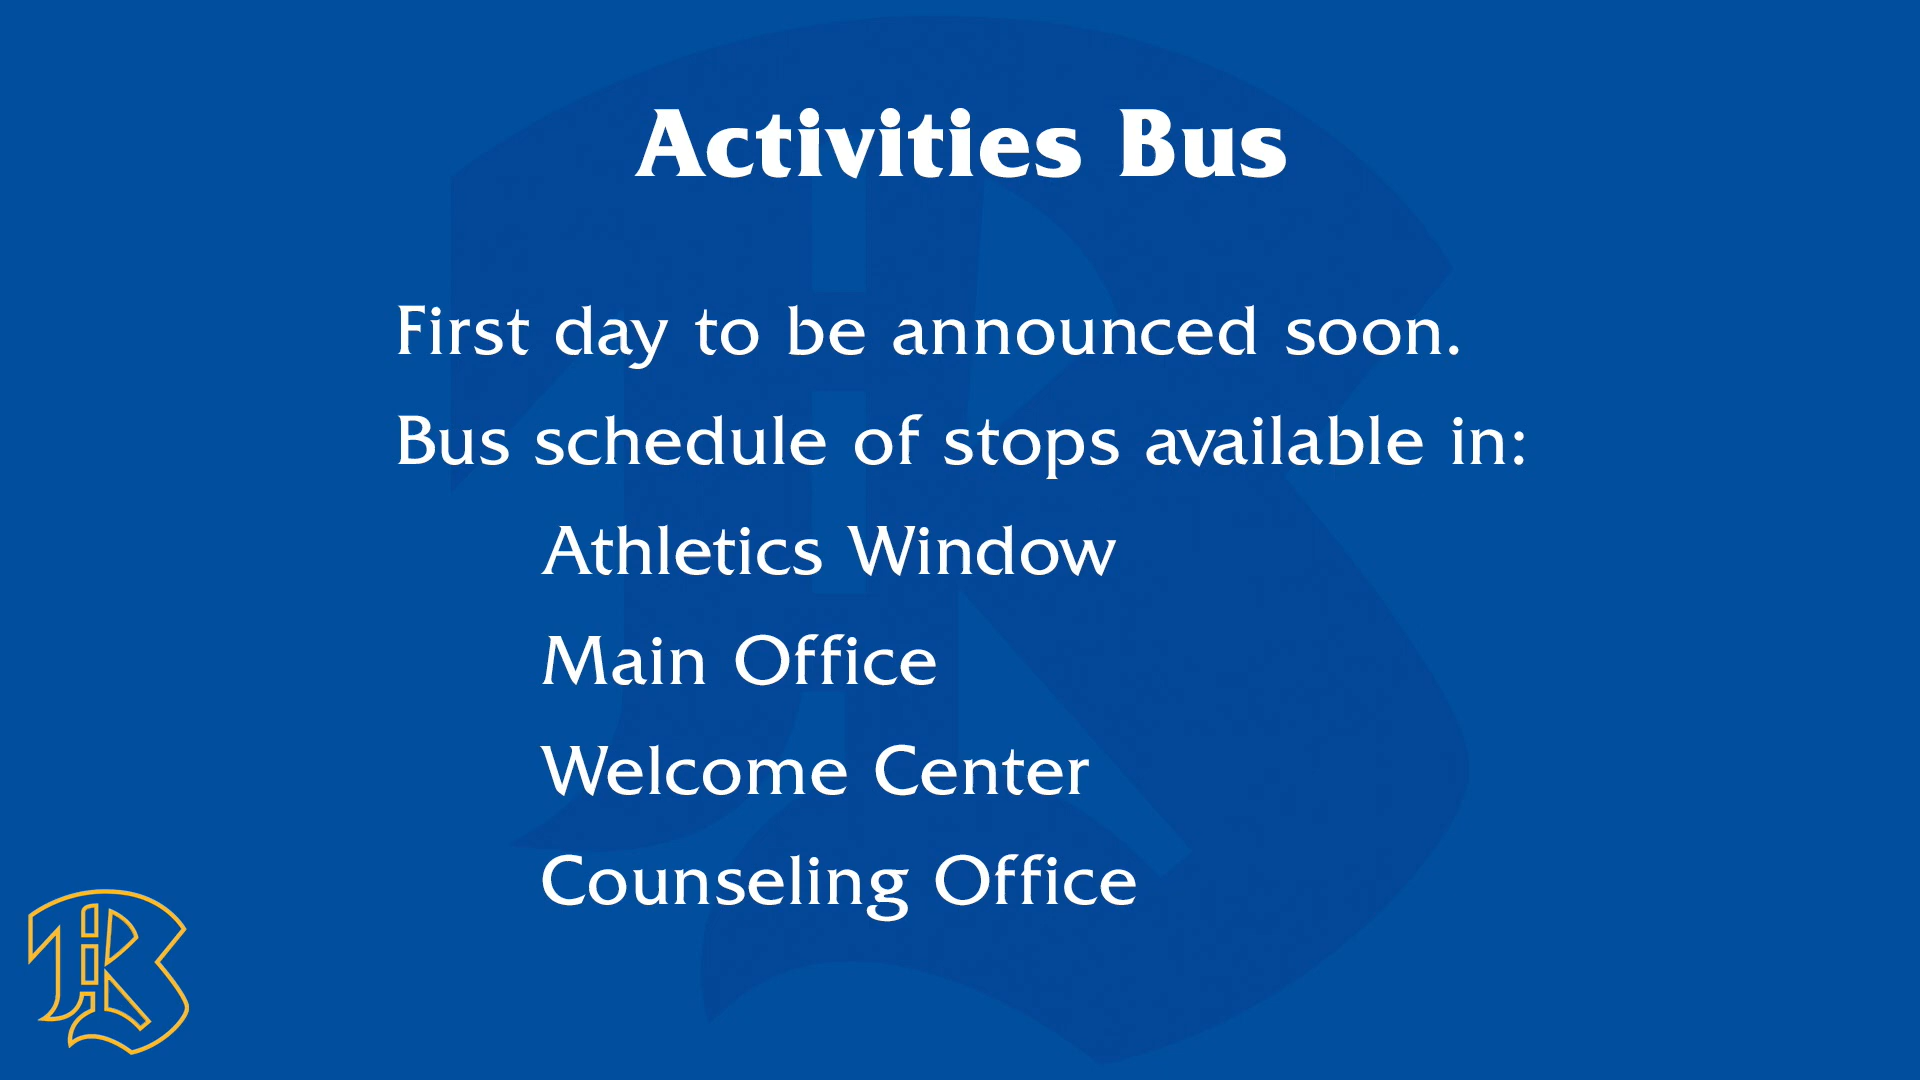 Activities Bus
First day to be announced soon.
Bus schedule of stops available in:
Athletics Window
Main Office
Welcome Center
Counseling Office
B